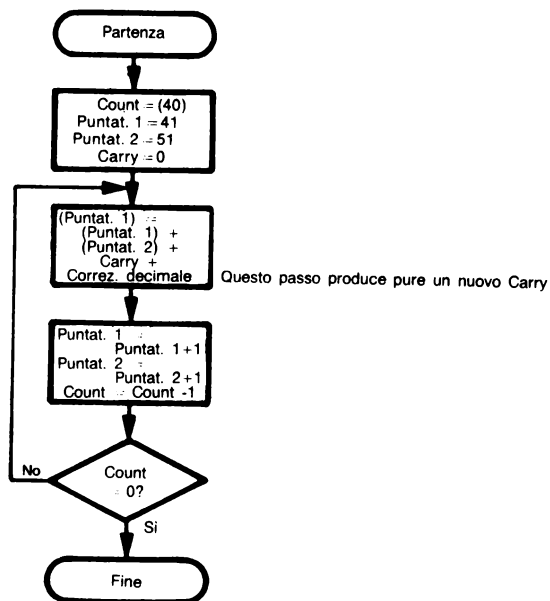 Partenza
Count = (40)
Puntat. 1 = 41
Puntat. 2 = 51
Carry = 0
(Puntat. 1) =
(Puntat. 1) +
(Puntat. 2) +
Carry +
Correz. decimale
Questo passo produce pure un nuovo Carry
Puntat. 1 =
Puntat. 1+1
Puntat. 2 =
Puntat. 2+1
Count = Count -1
Count
= 0?
No
Si
Fine